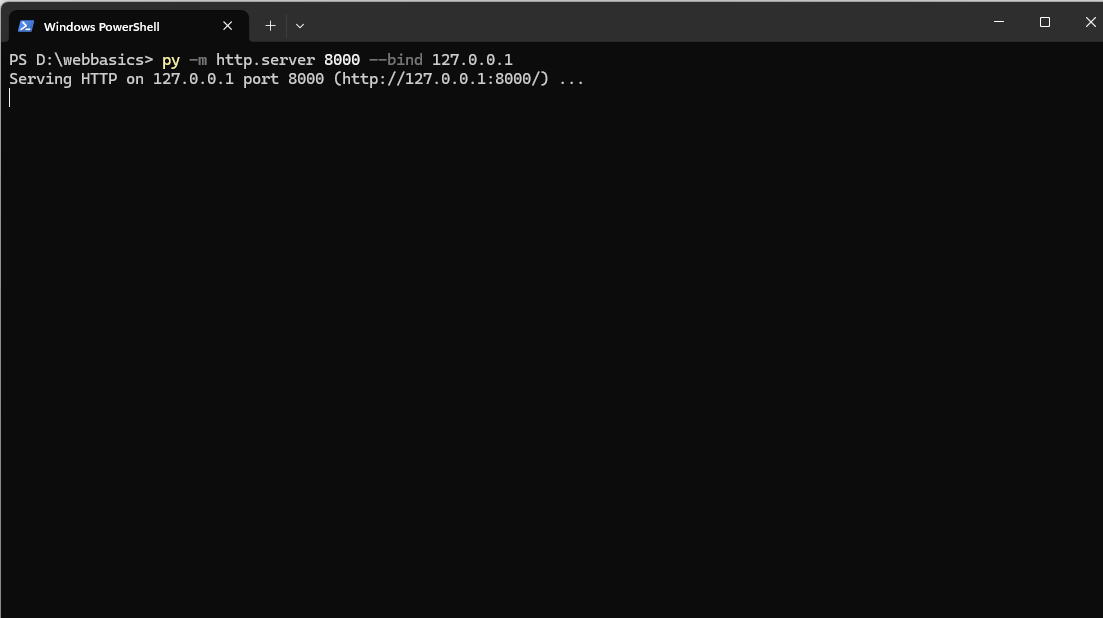 Windows PowerShell
PS D:\webbasics> py -m http.server 8000 --bind 127.0.0.1
Serving HTTP on 127.0.0.1 port 8000 (http://127.0.0.1:8000/) ...